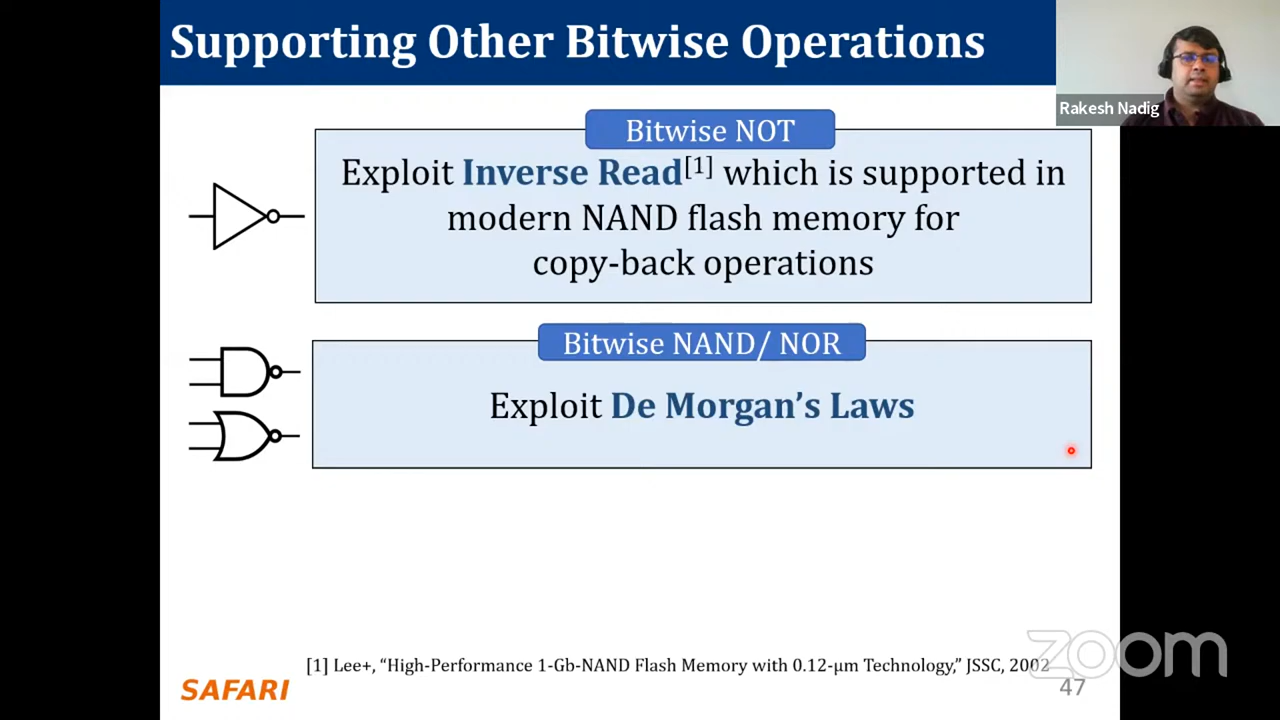 Supporting Other Bitwise Operations
Rakesh Nadig
Bitwise NOT
Exploit Inverse Read[1] which is supported in
modern NAND flash memory for
copy-back operations
Bitwise NAND/ NOR
Exploit De Morgan’s Laws
[1] Lee+, “High-Performance 1-Gb-NAND Flash Memory with 0.12-μm Technology,” JSSC, 2002
zoom
SAFARI
47